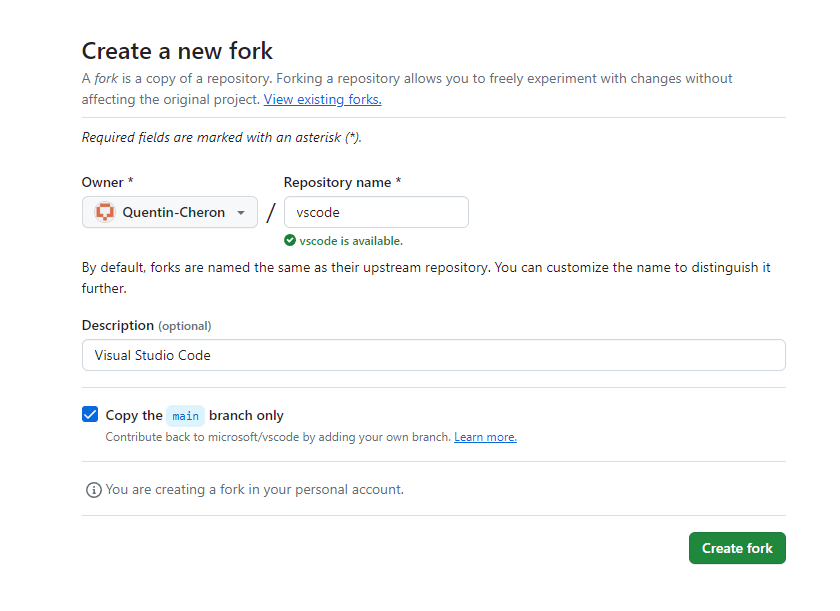 Create a new fork
A fork is a copy of a repository. Forking a repository allows you to freely experiment with changes without
affecting the original project. View existing forks.
Required fields are marked with an asterisk (*).
Owner * Repository name *
Quentin-Cheron / vscode
vscode is available.
By default, forks are named the same as their upstream repository. You can customize the name to distinguish it
further.
Description (optional)
Visual Studio Code
Copy the main branch only
Contribute back to microsoft/vscode by adding your own branch. Learn more.
You are creating a fork in your personal account.
Create fork